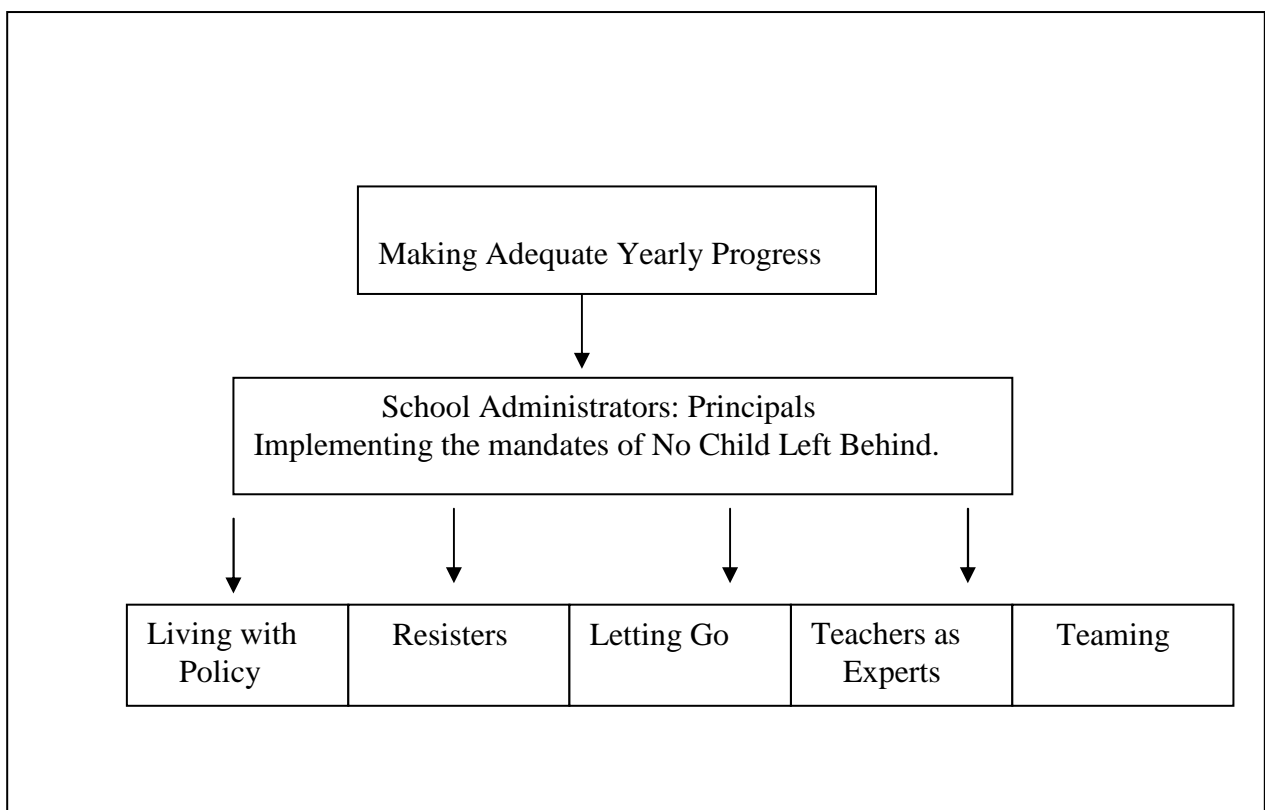 Making Adequate Yearly Progress
School Administrators: Principals
Implementing the mandates of No Child Left Behind.
Living with
Policy
Resisters
Letting Go
Teachers as
Experts
Teaming